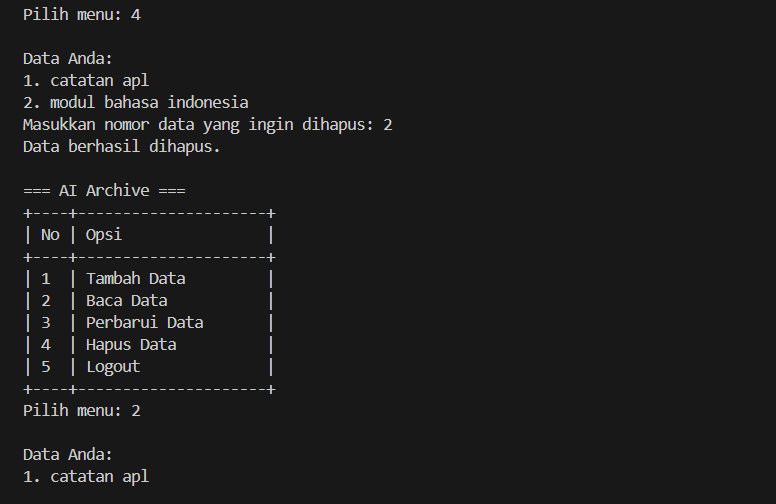 Pilih menu: 4
Data Anda:
1. catatan apl
2. modul bahasa indonesia
Masukkan nomor data yang ingin dihapus: 2
Data berhasil dihapus.
=== AI Archive ===
+----+---------------------+
| No | Opsi                |
+----+---------------------+
| 1  | Tambah Data         |
| 2  | Baca Data           |
| 3  | Perbarui Data       |
| 4  | Hapus Data          |
| 5  | Logout              |
+----+---------------------+
Pilih menu: 2
Data Anda:
1. catatan apl